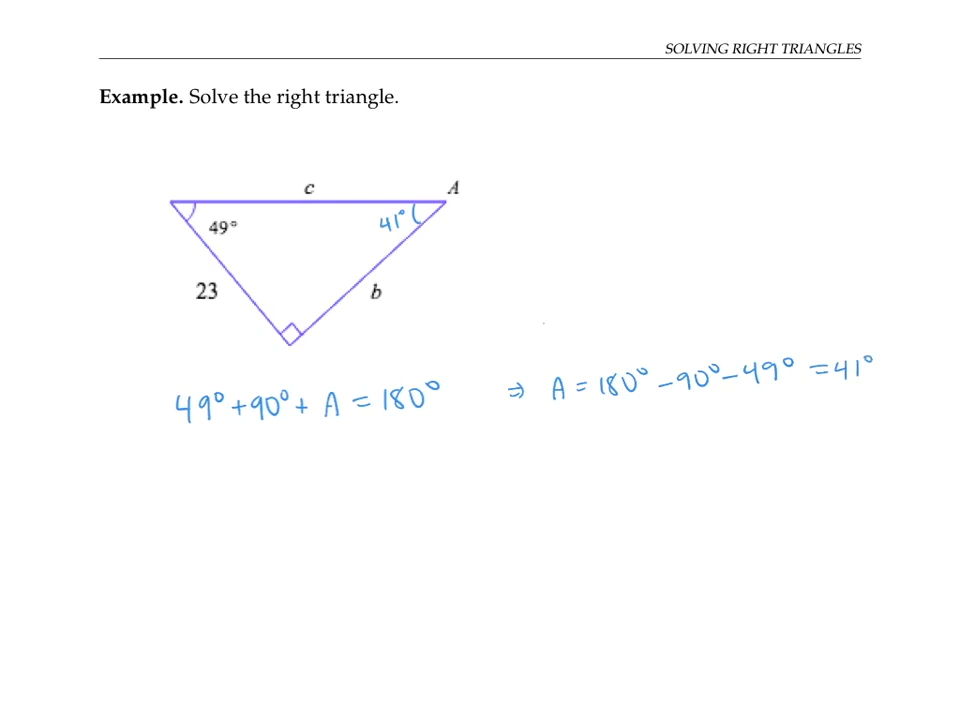 SOLVING RIGHT TRIANGLES
Example. Solve the right triangle.
c
A
49°
41°
23
b
49° + 90° + A = 180° ⇒ A = 180° – 90° – 49° = 41°